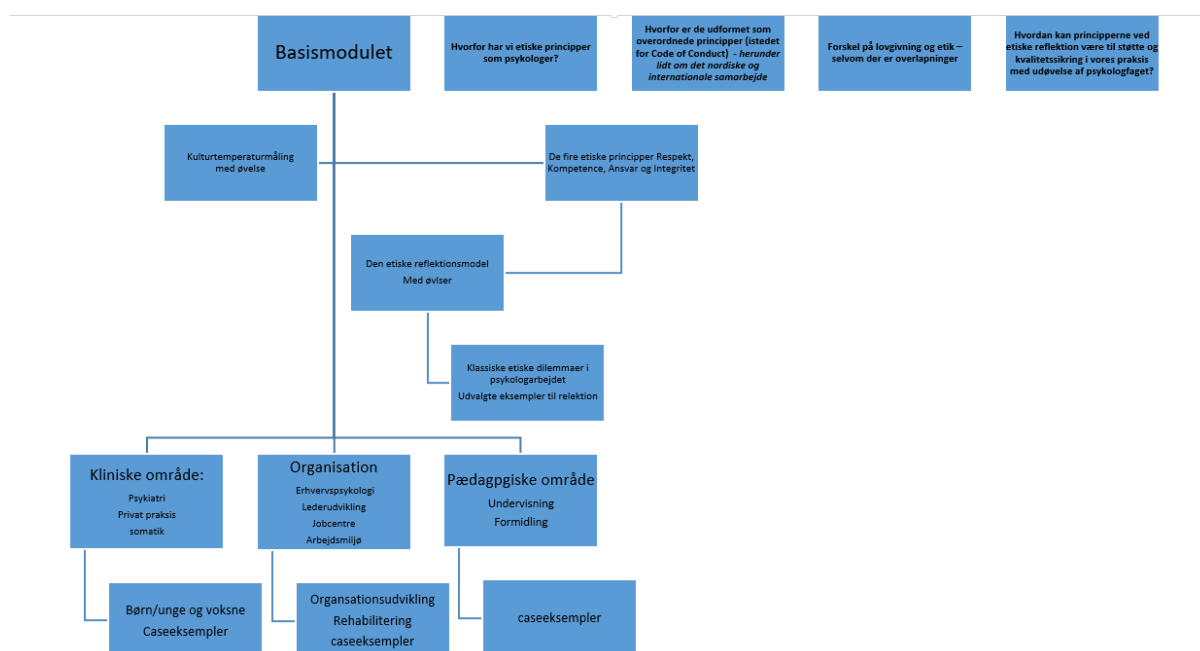 Basismodulet
Hvorfor har vi etiske principper
som psykologer?
Hvorfor er de udformet som
overordnede principper (istedet
for Code of Conduct)  - herunder
lidt om det nordiske og
internationale samarbejde
Forskel på lovgivning og etik –
selvom der er overlapninger
Hvordan kan principperne ved
etiske reflektion være til støtte og
kvalitetssikring i vores praksis
med udøvelse af psykologfaget?
Kulturtemperaturmåling
med øvelse
De fire etiske principper Respekt,
Kompetence, Ansvar og Integritet
Den etiske reflektionsmodel
Med øvlser
Klassiske etiske dilemmaer i
psykologarbejdet
Udvalgte eksempler til relektion
Kliniske område:
Psykiatri
Privat praksis
somatik
Organisation
Erhvervspsykologi
Lederudvikling
Jobcentre
Arbejdsmiljø
Pædagpgiske område
Undervisning
Formidling
Børn/unge og voksne
Caseeksempler
Organsationsudvikling
Rehabilitering
caseeksempler
caseeksempler